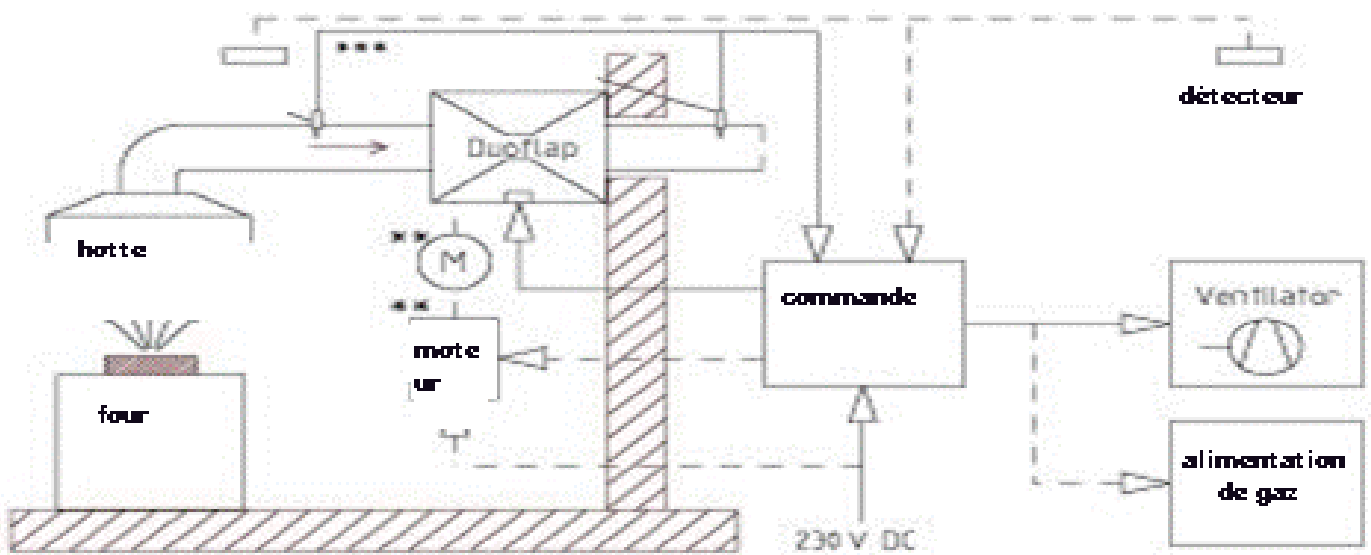 détecteur
Duoflap
hotte
M
commande
Ventilator
mote
ur
four
alimentation
de gaz
230 V DC